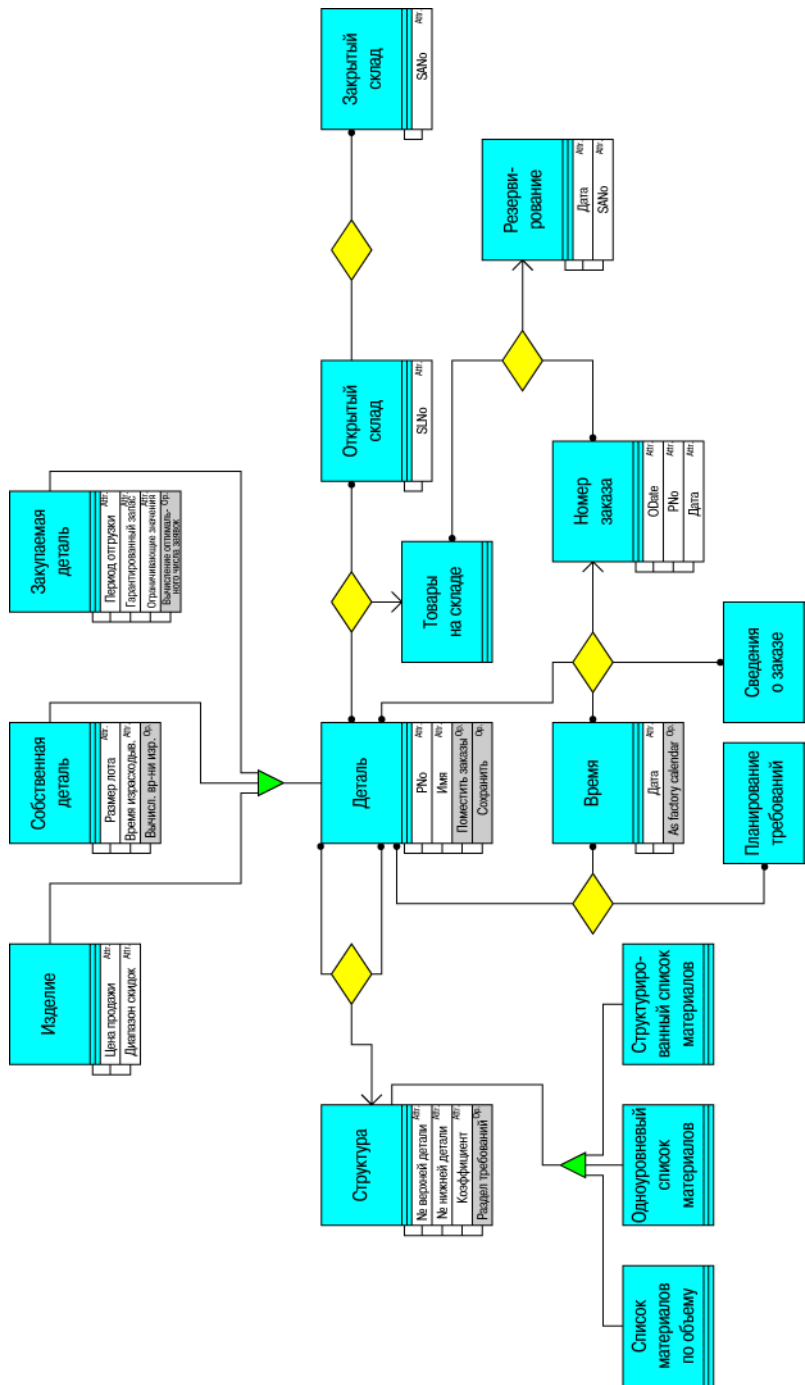 Изделие
Цена продажи Attr.
Диапазон скидок Attr.
Собственная
деталь
Размер лота Attr.
Время израсходыв. Attr.
Вычисл. вр-ни изр. Op.
Закупаемая
деталь
Период отгрузки Attr.
Гарантированный запас Attr.
Ограничивающие значения Attr.
Вычисление оптималь- Op.
ного числа заявок
Структура
№ верхней детали Attr.
№ нижней детали Attr.
Коэффициент Attr.
Раздел требований Op.
Деталь
PNo Attr.
Имя Attr.
Поместить заказы Op.
Сохранить Op.
Открытый
склад
SLNo Attr.
Закрытый
склад
SANo Attr.
Товары
на складе
Резерви-
рование
Дата Attr.
SANo Attr.
Время
Дата Attr.
As factory calendar Op.
Номер
заказа
ODate Attr.
PNo Attr.
Дата Attr.
Список
материалов
по объему
Одноуровневый
список
материалов
Структуриро-
ванный список
материалов
Планирование
требований
Сведения
о заказе